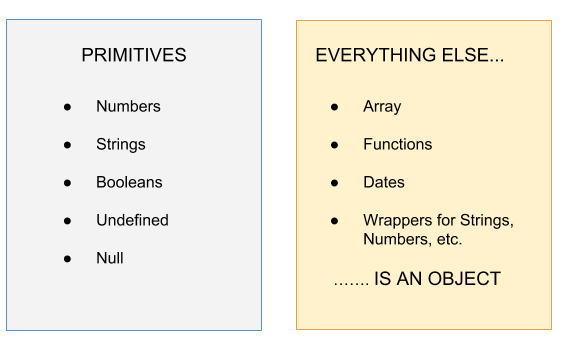 PRIMITIVES
● Numbers
● Strings
● Booleans
● Undefined
● Null
EVERYTHING ELSE...
● Array
● Functions
● Dates
● Wrappers for Strings,
Numbers, etc.
....... IS AN OBJECT